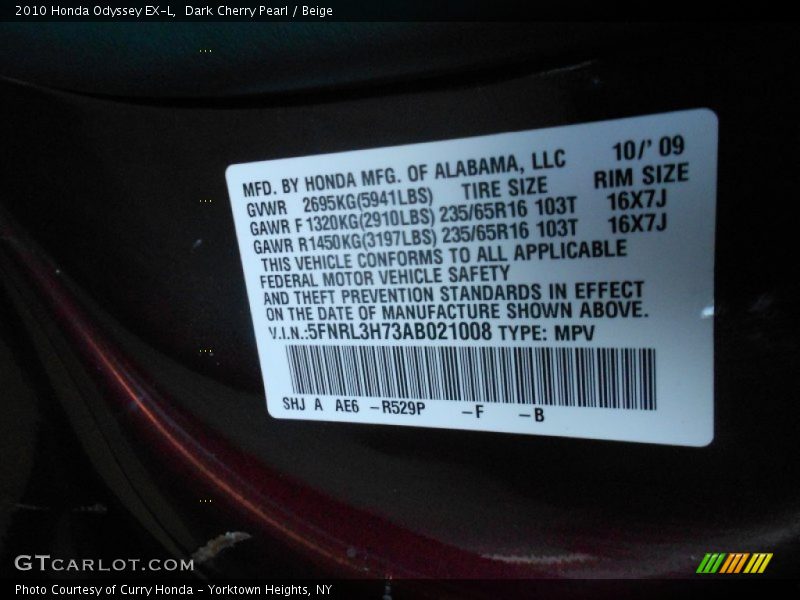 2010 Honda Odyssey EX-L, Dark Cherry Pearl / Beige
MFD. BY HONDA MFG. OF ALABAMA, LLC 10/' 09
GVWR 2695KG(5941LBS) TIRE SIZE RIM SIZE
GAWR F 1320KG(2910LBS) 235/65R16 103T 16X7J
GAWR R1450KG(3197LBS) 235/65R16 103T 16X7J
THIS VEHICLE CONFORMS TO ALL APPLICABLE
FEDERAL MOTOR VEHICLE SAFETY
AND THEFT PREVENTION STANDARDS IN EFFECT
ON THE DATE OF MANUFACTURE SHOWN ABOVE.
V.I.N.:5FNRL3H73AB021008 TYPE: MPV
SHJ A AE6 -R529P -F -B
GTCARLOT.COM
Photo Courtesy of Curry Honda - Yorktown Heights, NY